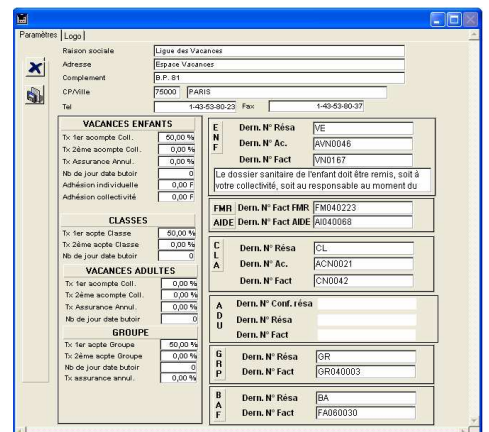 Paramètres Logo
Raison sociale Ligue des Vacances
Adresse Espace Vacances
Complement B.P. 81
CP/Ville 75000 PARIS
Tel 1-43-53-80-23 Fax 1-43-53-80-37
VACANCES ENFANTS
Tx 1er acompte Coll. 50,00 %
Tx 2ème acompte Coll. 0,00 %
Tx Assurance Annul. 0,00 %
Nb de jour date butoir 0
Adhésion individuelle 0,00 F
Adhésion collectivité 0,00 F
CLASSES
Tx 1er acpte Classe 50,00 %
Tx 2ème acpte Classe 0,00 %
Nb de jour date butoir 0
VACANCES ADULTES
Tx 1er acompte Coll. 0,00 %
Tx 2ème acompte Coll. 0,00 %
Tx Assurance Annul. 0,00 %
Nb de jour date butoir 0
GROUPE
Tx 1er acpte Groupe 50,00 %
Tx 2ème acpte Groupe 0,00 %
Nb de jour date butoir 0
Tx assurance annul. 0,00 %
ENF
Dern. N° Résa VE
Dern. N° Ac. AVN0046
Dern. N° Fact VN0167
Le dossier sanitaire de l'enfant doit être remis, soit à
votre collectivité, soit au responsable au moment du
FMR Dern. N° Fact FMR FM040223
AIDE Dern. N° Fact AIDE AI040068
CLA
Dern. N° Résa CL
Dern. N° Ac. ACN0021
Dern. N° Fact CN0042
ADU
Dern. N° Conf. résa
Dern. N° Résa
Dern. N° Fact
GRP
Dern. N° Résa GR
Dern. N° Fact GR040003
BAF
Dern. N° Résa BA
Dern. N° Fact FA060030